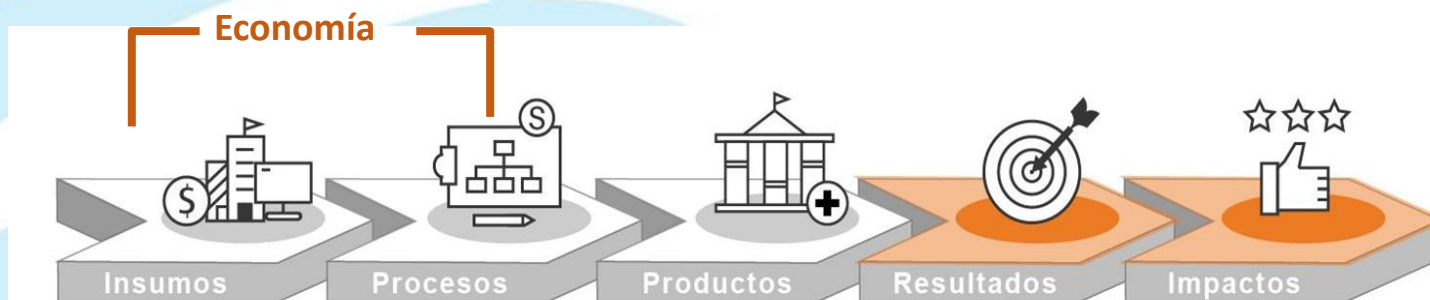 Economía
$
S
Insumos
Procesos
Productos
Resultados
Impactos